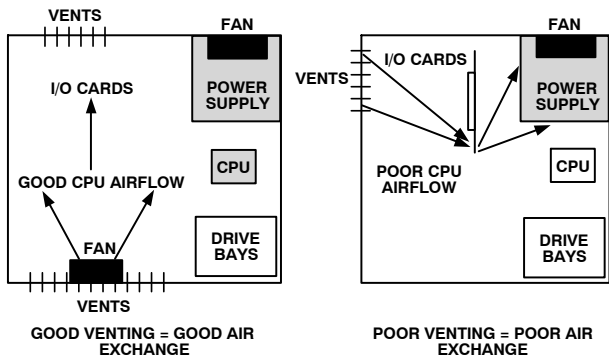 VENTS
FAN
I/O CARDS
POWER
SUPPLY
CPU
GOOD CPU AIRFLOW
FAN
DRIVE
BAYS
VENTS
GOOD VENTING = GOOD AIR
EXCHANGE
FAN
I/O CARDS
VENTS
POWER
SUPPLY
CPU
POOR CPU
AIRFLOW
DRIVE
BAYS
POOR VENTING = POOR AIR
EXCHANGE